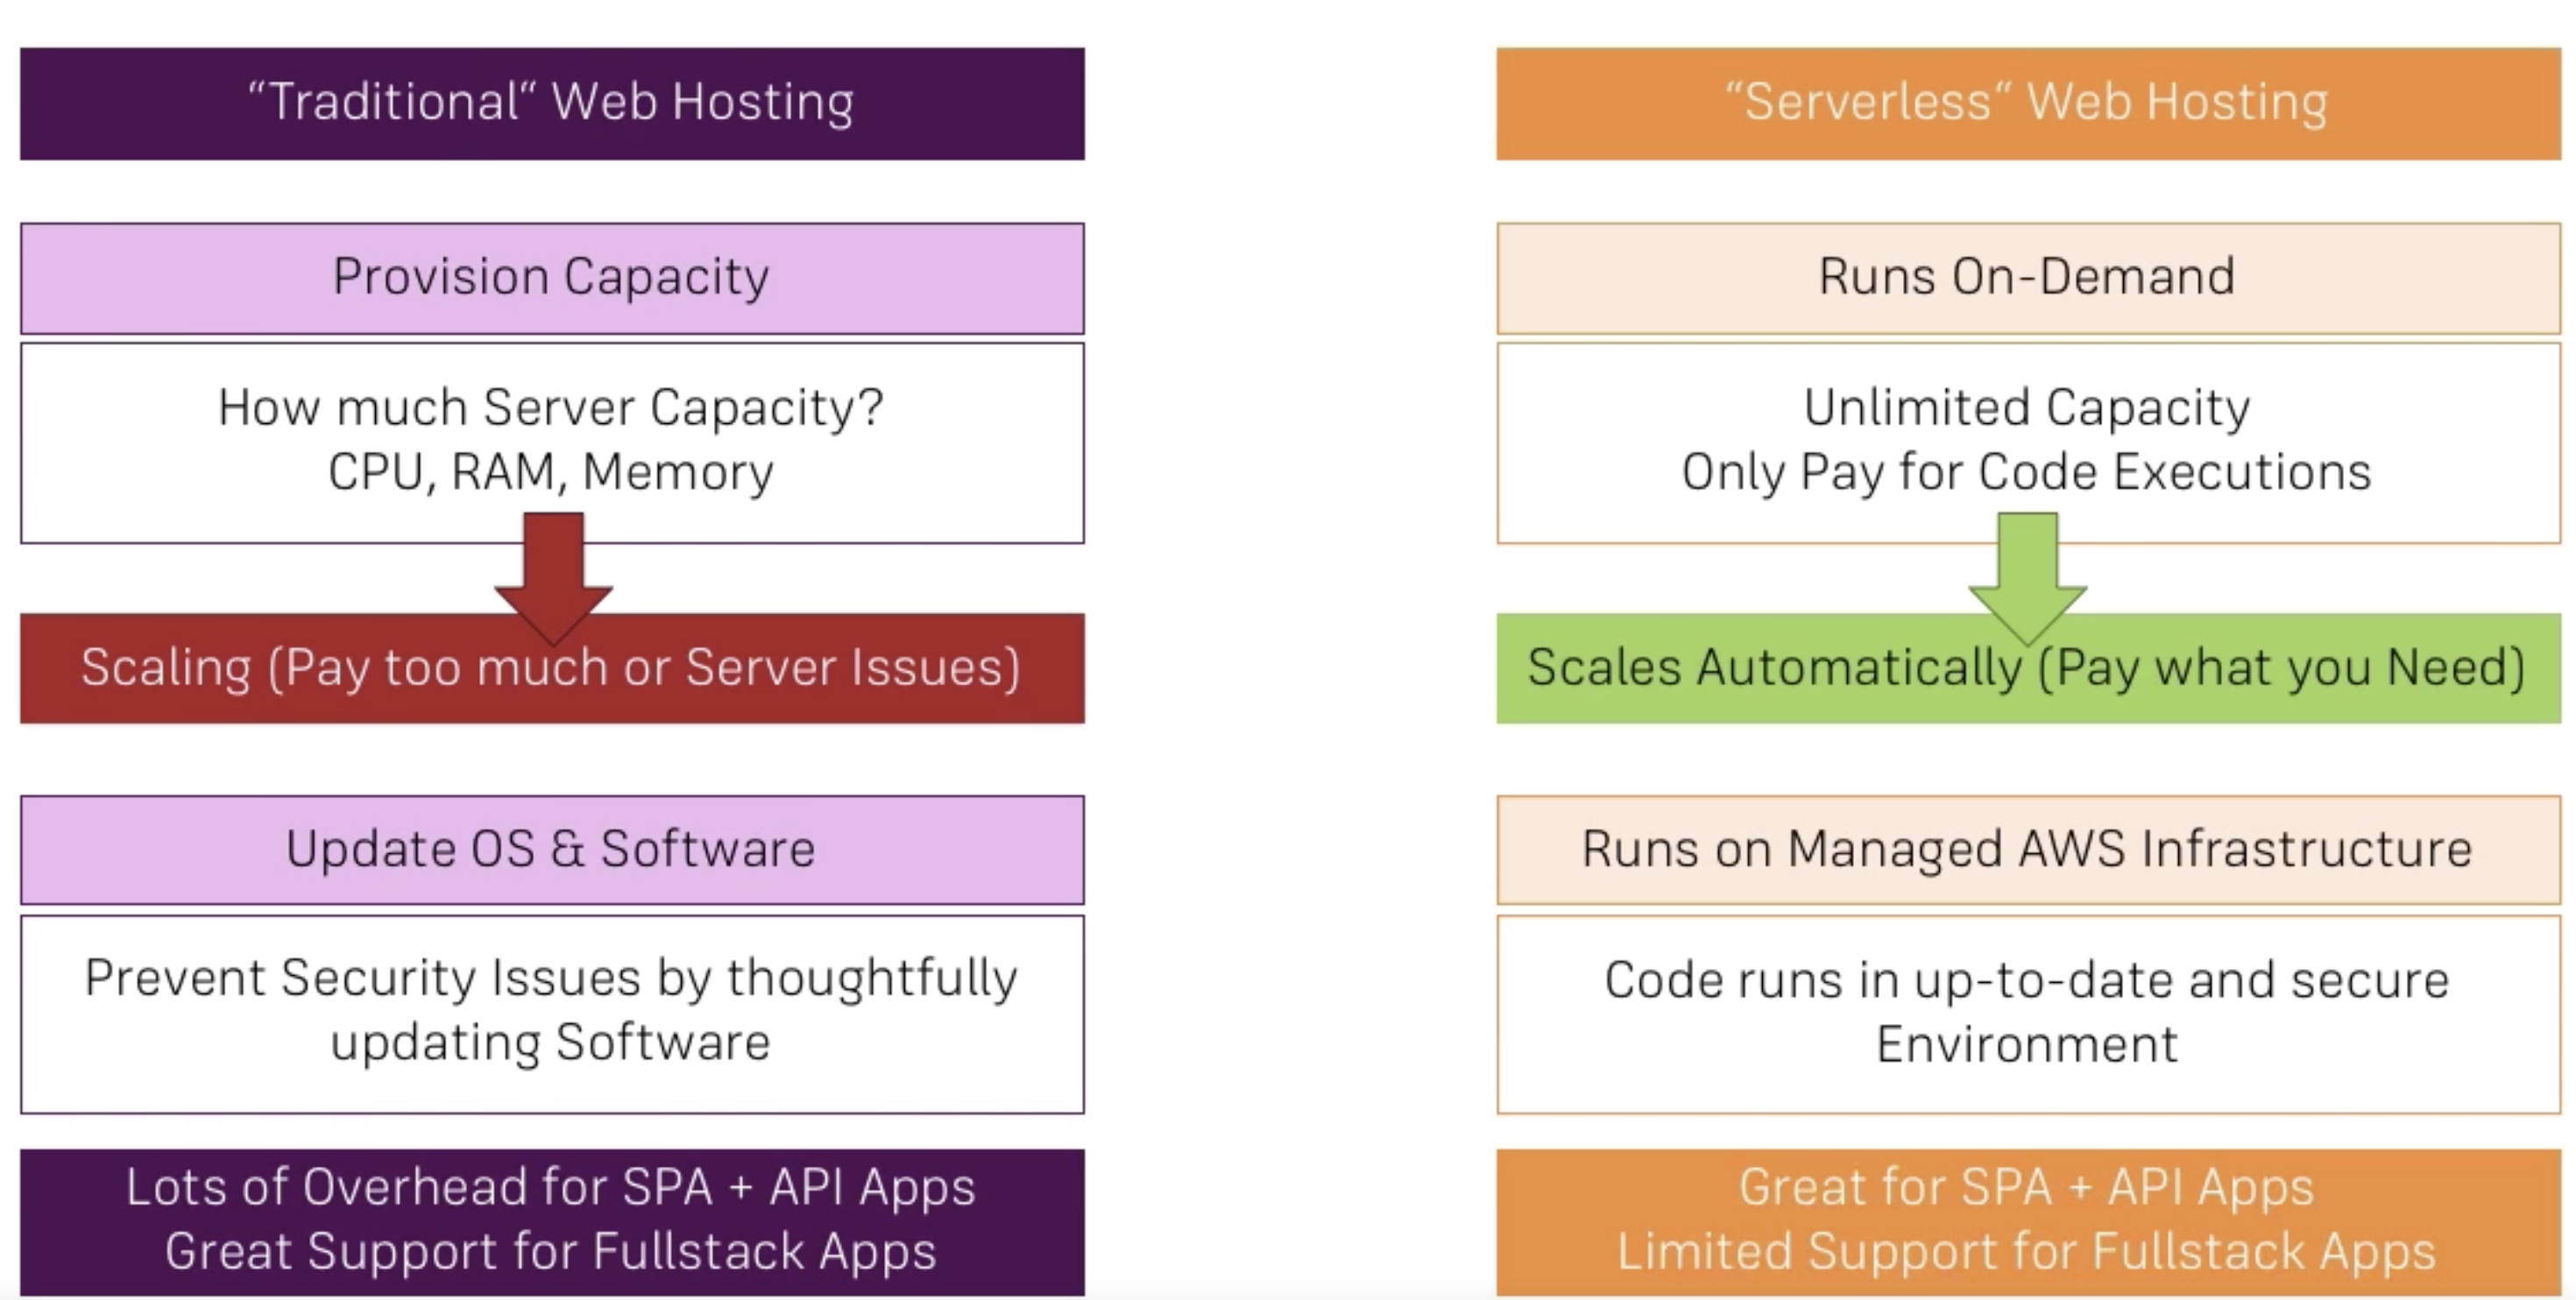 “Traditional“ Web Hosting
Provision Capacity
How much Server Capacity?
CPU, RAM, Memory
Scaling (Pay too much or Server Issues)
Update OS & Software
Prevent Security Issues by thoughtfully
updating Software
Lots of Overhead for SPA + API Apps
Great Support for Fullstack Apps
“Serverless“ Web Hosting
Runs On-Demand
Unlimited Capacity
Only Pay for Code Executions
Scales Automatically (Pay what you Need)
Runs on Managed AWS Infrastructure
Code runs in up-to-date and secure
Environment
Great for SPA + API Apps
Limited Support for Fullstack Apps